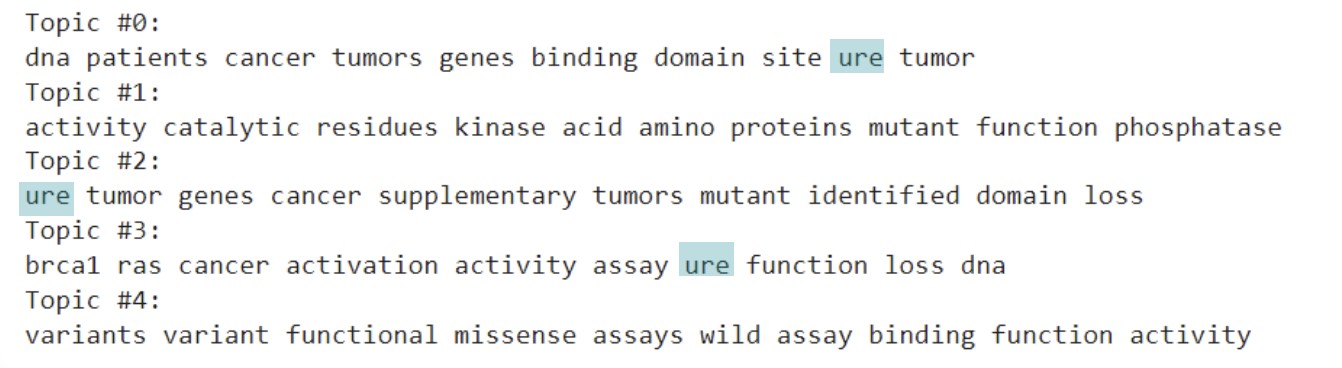 Topic #0:
dna patients cancer tumors genes binding domain site ure tumor
Topic #1:
activity catalytic residues kinase acid amino proteins mutant function phosphatase
Topic #2:
ure tumor genes cancer supplementary tumors mutant identified domain loss
Topic #3:
brca1 ras cancer activation activity assay ure function loss dna
Topic #4:
variants variant functional missense assays wild assay binding function activity